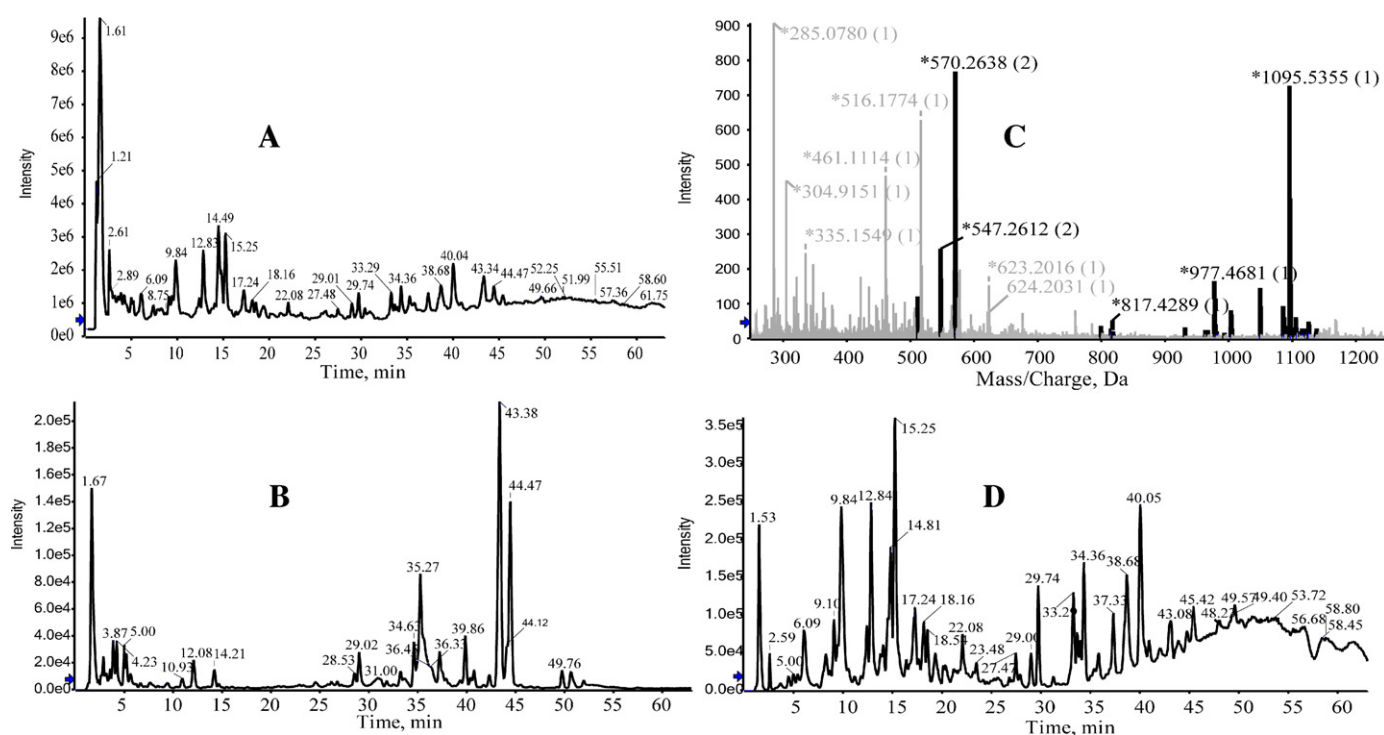 A
Intensity
9e6
8e6
7e6
6e6
5e6
4e6
3e6
2e6
1e6
0e0
1.61
1.21
2.61
2.89
6.09
8.75
9.84
12.83
14.49
15.25
17.24
18.16
22.08
27.48
29.01
29.74
33.29
34.36
38.68
40.04
43.34
44.47
49.66
52.25
51.99
55.51
57.36
58.60
61.75
5 10 15 20 25 30 35 40 45 50 55 60
Time, min
C
Intensity
900
800
700
600
500
400
300
200
100
0
*285.0780 (1)
*570.2638 (2)
*1095.5355 (1)
*516.1774 (1)
*461.1114 (1)
*304.9151 (1)
*335.1549 (1)
*547.2612 (2)
*623.2016 (1)
624.2031 (1)
*977.4681 (1)
*817.4289 (1)
300 400 500 600 700 800 900 1000 1100 1200
Mass/Charge, Da
B
Intensity
2.0e5
1.8e5
1.6e5
1.4e5
1.2e5
1.0e5
8.0e4
6.0e4
4.0e4
2.0e4
0.0e0
1.67
3.87
5.00
4.23
10.93
12.08
14.21
28.53
29.02
31.00
34.63
35.27
36.33
39.86
43.38
44.47
44.12
49.76
5 10 15 20 25 30 35 40 45 50 55 60
Time, min
D
Intensity
3.5e5
3.0e5
2.5e5
2.0e5
1.5e5
1.0e5
5.0e4
0.0e0
1.53
2.59
5.00
6.09
9.10
9.84
12.84
15.25
14.81
17.24
18.16
18.54
22.08
23.48
27.47
29.00
29.74
33.29
34.36
37.33
38.68
40.05
43.08
45.42
48.27
49.57
49.40
53.72
56.68
58.80
58.45
5 10 15 20 25 30 35 40 45 50 55 60
Time, min